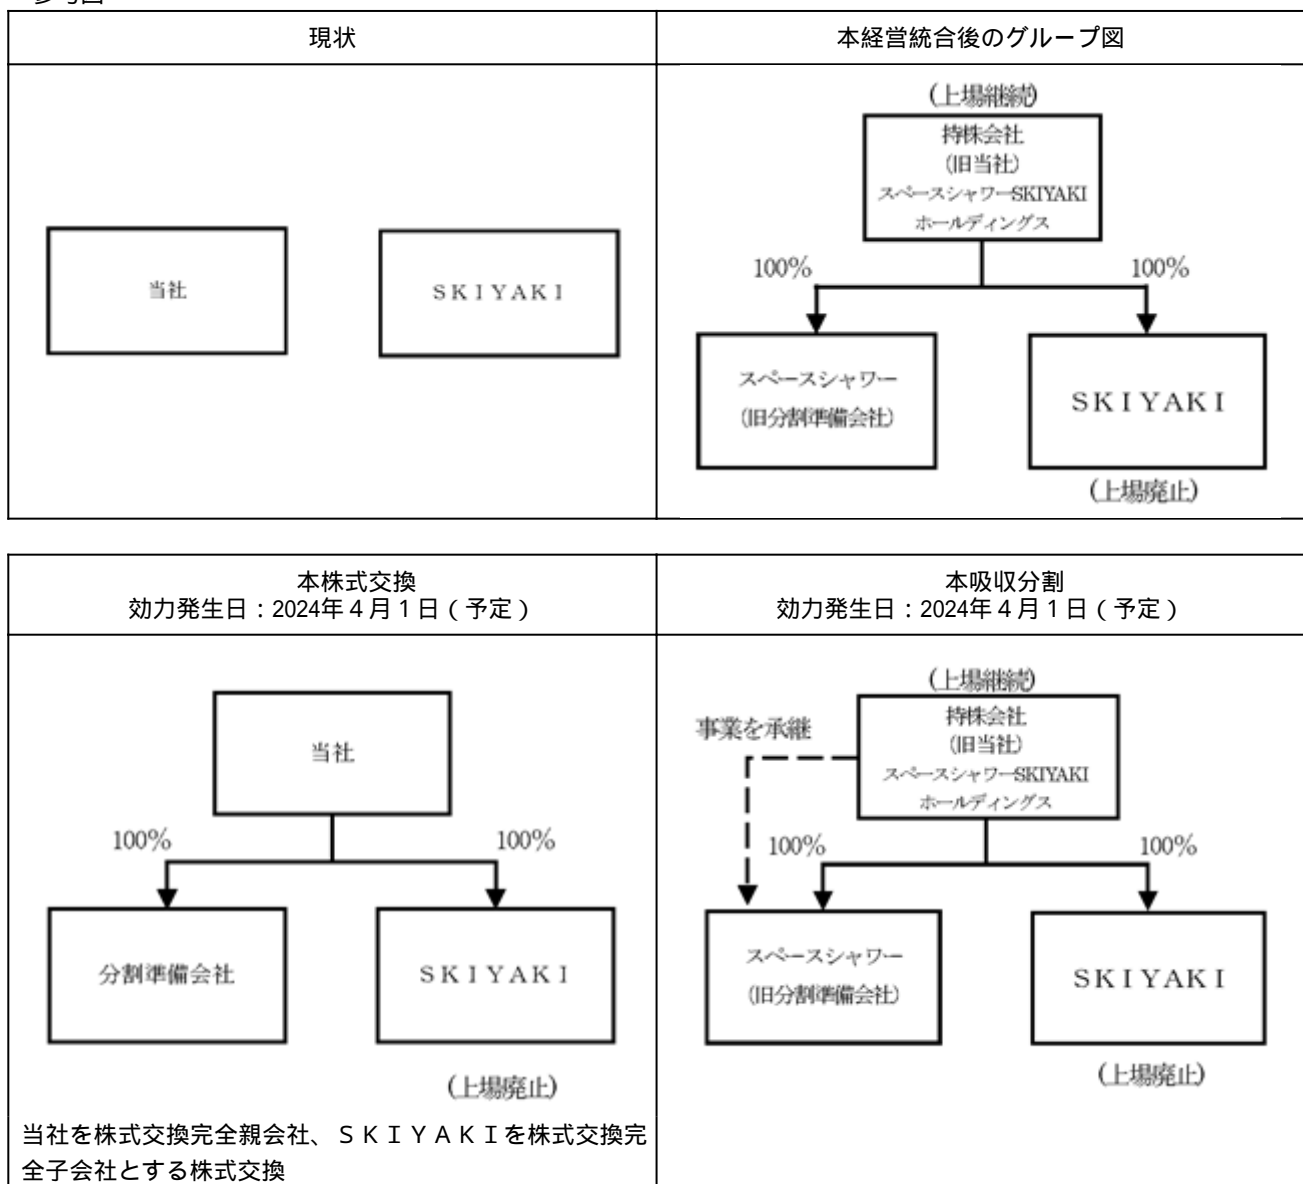 現状
本経営統合後のグループ図
当社
ＳＫＩＹＡＫＩ
(上場継続)
持株会社
(旧当社)
スペースシャワーSKIYAKI
ホールディングス
100%
100%
スペースシャワー
(旧分割準備会社)
ＳＫＩＹＡＫＩ
(上場廃止)
本株式交換
効力発生日：2024年４月１日（予定）
本吸収分割
効力発生日：2024年４月１日（予定）
当社
100%
100%
分割準備会社
ＳＫＩＹＡＫＩ
(上場廃止)
当社を株式交換完全親会社、ＳＫＩＹＡＫＩを株式交換完
全子会社とする株式交換
(上場継続)
持株会社
(旧当社)
スペースシャワーSKIYAKI
ホールディングス
事業を承継
100%
100%
スペースシャワー
(旧分割準備会社)
ＳＫＩＹＡＫＩ
(上場廃止)